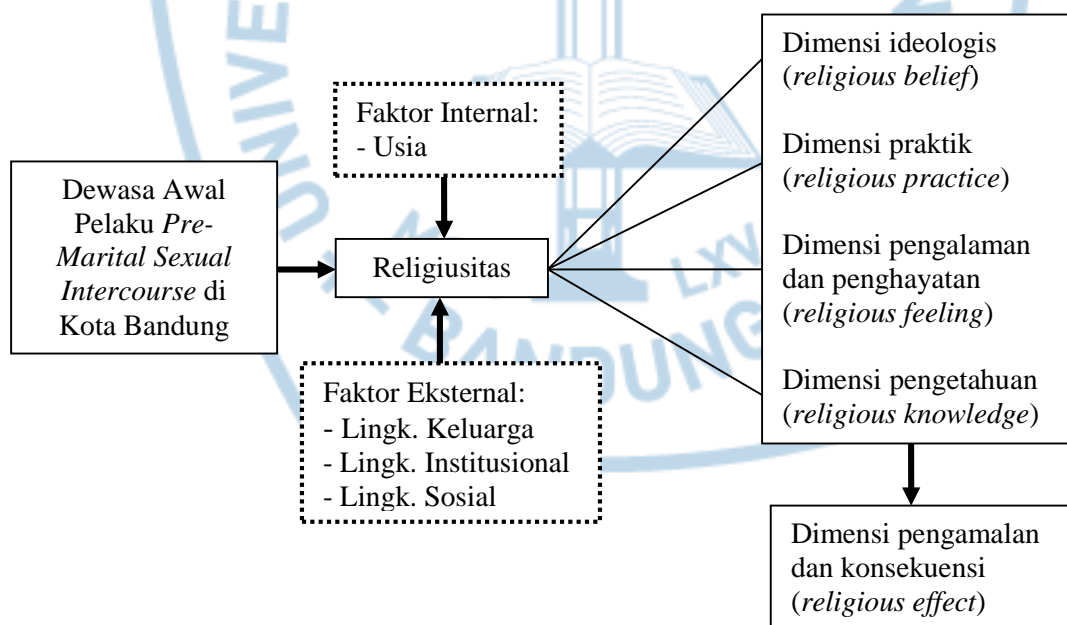 Dewasa Awal
Pelaku Pre-
Marital Sexual
Intercourse di
Kota Bandung
Faktor Internal:
- Usia
Religiusitas
Faktor Eksternal:
- Lingk. Keluarga
- Lingk. Institusional
- Lingk. Sosial
Dimensi ideologis
(religious belief)
Dimensi praktik
(religious practice)
Dimensi pengalaman
dan penghayatan
(religious feeling)
Dimensi pengetahuan
(religious knowledge)
Dimensi pengamalan
dan konsekuensi
(religious effect)
BANDUNG
LXV